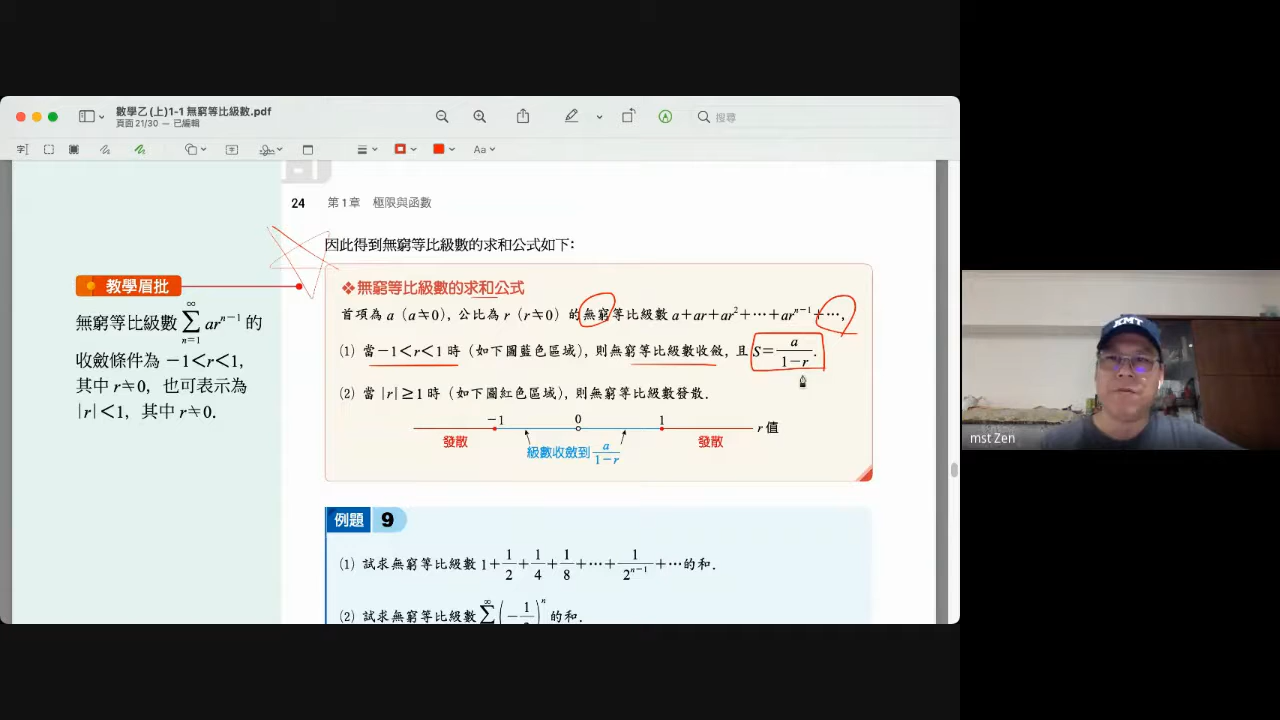 數學乙(上)1-1 無窮等比級數.pdf
頁面 21/30 — 已編輯
搜尋
Aa
24 第1章 極限與函數
因此得到無窮等比級數的求和公式如下：
教學眉批
無窮等比級數 ∑_{n=1}^{∞} ar^{n-1} 的
收斂條件為 −1<r<1,
其中 r≠0, 也可表示為
|r|<1, 其中 r≠0.
❖無窮等比級數的求和公式
首項為 a (a≠0), 公比為 r (r≠0) 的無窮等比級數 a+ar+ar²+⋯+arⁿ⁻¹+⋯,
(1) 當 −1<r<1 時 (如下圖藍色區域), 則無窮等比級數收斂, 且 S=a/(1−r).
(2) 當 |r|≥1 時 (如下圖紅色區域), 則無窮等比級數發散.
−1 0 1 r 值
發散 級數收斂到 a/(1−r) 發散
例題 9
(1) 試求無窮等比級數 1+1/2+1/4+1/8+⋯+1/2ⁿ⁻¹+⋯的和.
(2) 試求無窮等比級數 的和.
KMT
mst Zen